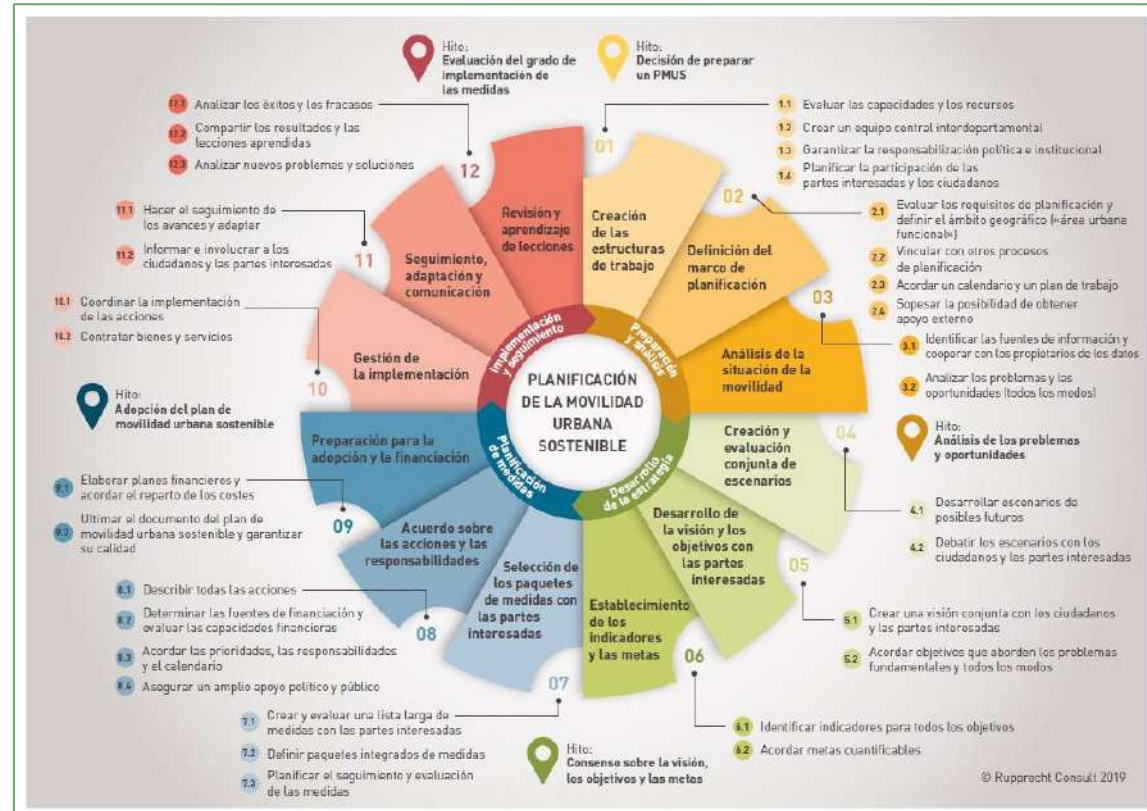 Hito:
Evaluación del grado de
implementación de
las medidas
Hito:
Decisión de preparar
un PMUS
12.1 Analizar los éxitos y los fracasos
12.2 Compartir los resultados y las
lecciones aprendidas
12.3 Analizar nuevos problemas y soluciones
1.1 Evaluar las capacidades y los recursos
1.2 Crear un equipo central interdepartamental
1.3 Garantizar la responsabilización política e institucional
1.4 Planificar la participación de las
partes interesadas y los ciudadanos
11.1 Hacer el seguimiento de
los avances y adaptar
11.2 Informar e involucrar a los
ciudadanos y las partes interesadas
2.1 Evaluar los requisitos de planificación y
definir el ámbito geográfico («área urbana
funcional»)
2.2 Vincular con otros procesos
de planificación
2.3 Acordar un calendario y un plan de trabajo
2.4 Sopesar la posibilidad de obtener
apoyo externo
10.1 Coordinar la implementación
de las acciones
10.2 Contratar bienes y servicios
3.1 Identificar las fuentes de información y
cooperar con los propietarios de los datos
3.2 Analizar los problemas y las
oportunidades (todos los modos)
Hito:
Adopción del plan de
movilidad urbana sostenible
Hito:
Análisis de los problemas
y oportunidades
01
Creación
de las
estructuras
de trabajo
02
Definición del
marco de
planificación
03
Análisis de la
situación de la
movilidad
04
Creación y
evaluación
conjunta de
escenarios
05
Desarrollo de
la visión y los
objetivos con
las partes
interesadas
06
Establecimiento
de los
indicadores
y las metas
07
Selección de
los paquetes
de medidas con
las partes
interesadas
08
Acuerdo sobre
las acciones y las
responsabilidades
09
Preparación para la
adopción y la financiación
10
Gestión de
la implementación
11
Seguimiento,
adaptación y
comunicación
12
Revisión y
aprendizaje
de lecciones
Preparación
y análisis
Desarrollo
de la estrategia
Planificación
de medidas
Implementación
y seguimiento
PLANIFICACIÓN
DE LA MOVILIDAD
URBANA
SOSTENIBLE
9.1 Elaborar planes financieros y
acordar el reparto de los costes
9.2 Ultimar el documento del plan de
movilidad urbana sostenible y garantizar
su calidad
4.1 Desarrollar escenarios de
posibles futuros
4.2 Debatir los escenarios con los
ciudadanos y las partes interesadas
8.1 Describir todas las acciones
8.2 Determinar las fuentes de financiación y
evaluar las capacidades financieras
8.3 Acordar las prioridades, las responsabilidades
y el calendario
8.4 Asegurar un amplio apoyo político y público
5.1 Crear una visión conjunta con los ciudadanos
y las partes interesadas
5.2 Acordar objetivos que aborden los problemas
fundamentales y todos los modos
7.1 Crear y evaluar una lista larga de
medidas con las partes interesadas
7.2 Definir paquetes integrados de medidas
7.3 Planificar el seguimiento y evaluación
de las medidas
6.1 Identificar indicadores para todos los objetivos
6.2 Acordar metas cuantificables
Hito:
Consenso sobre la visión,
los objetivos y las metas
© Rupprecht Consult 2019